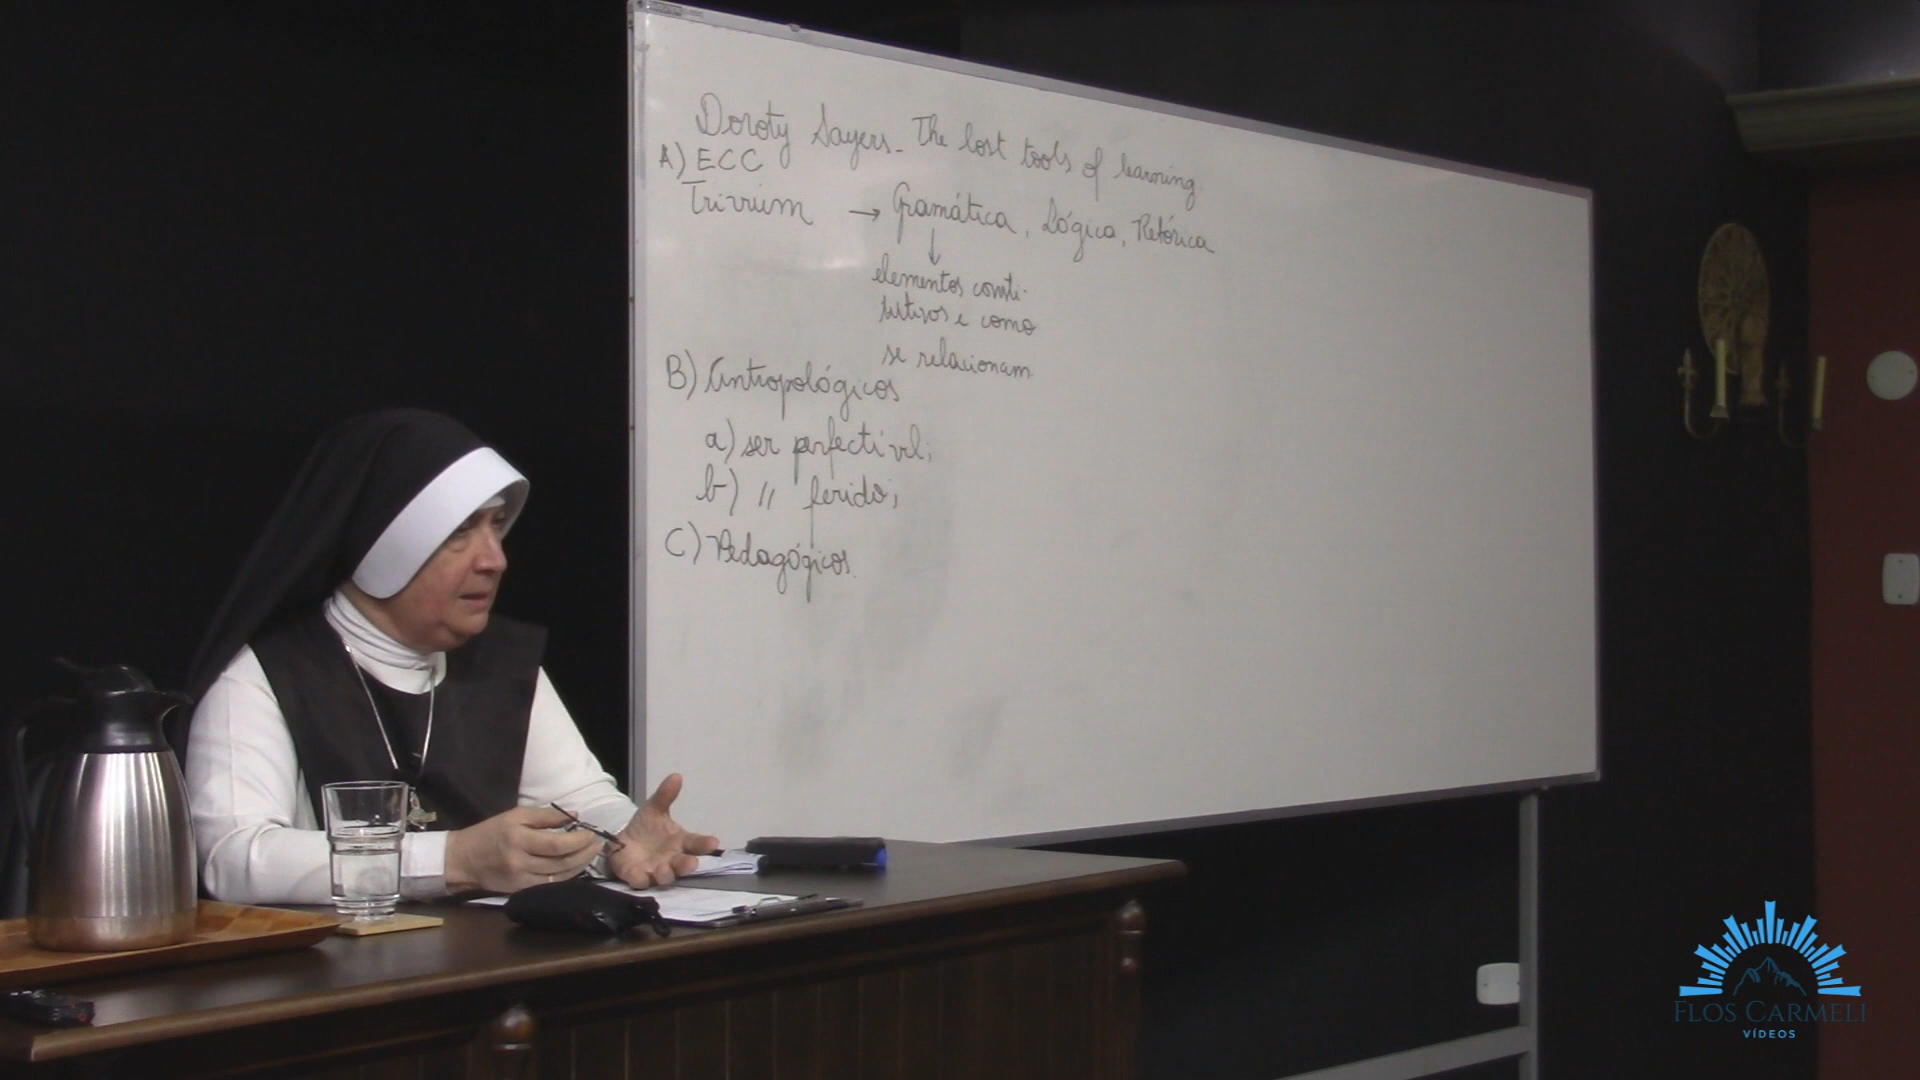 Doroty Sayers - The lost tools of learning.
A) ECC
Trivium → Gramática, Lógica, Retórica
↓
elementos consti-
tutivos e como
se relacionam
B) Antropológicos
a) ser perfectível;
b) " ferido;
C) Pedagógicos.
FLOS CARMELI
VÍDEOS